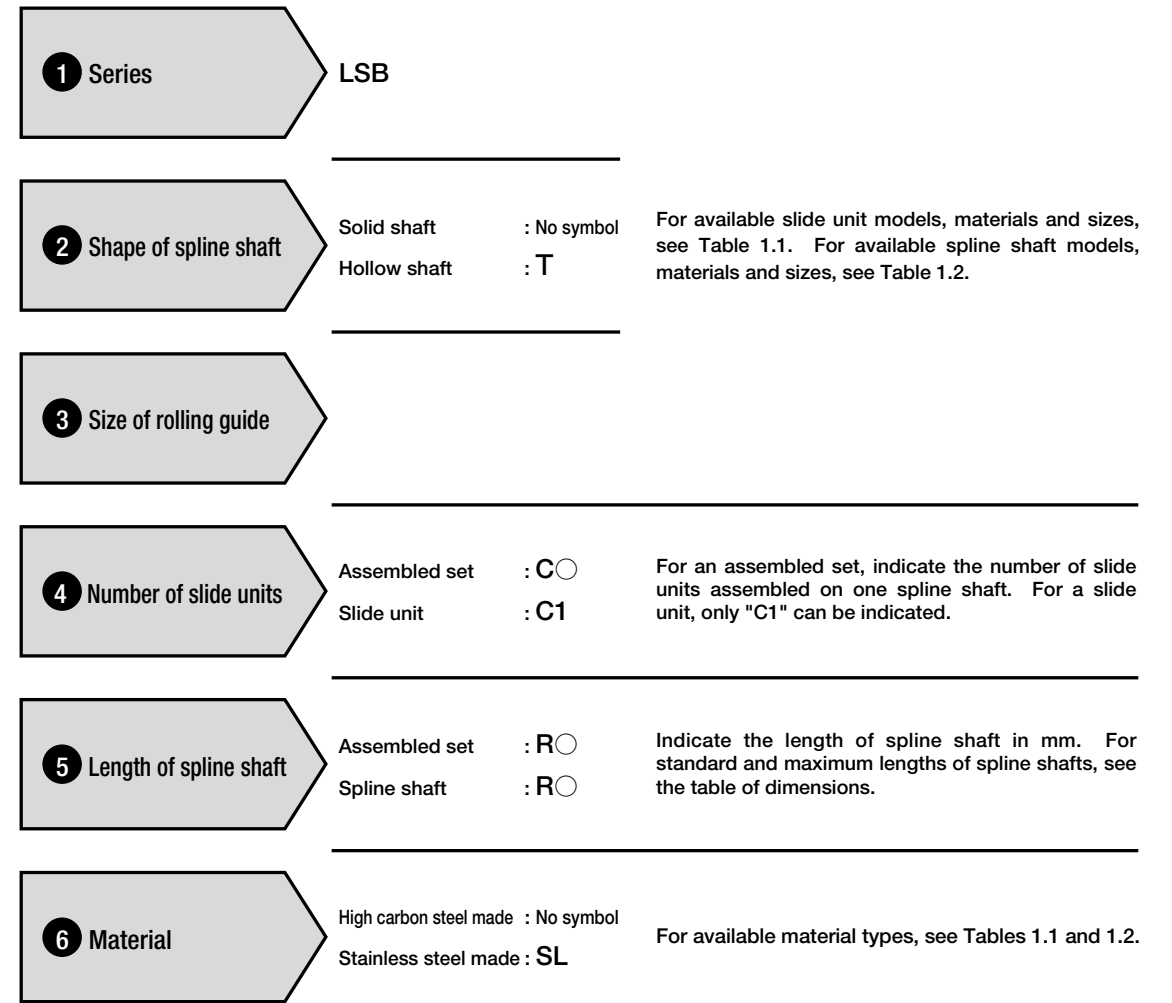 1 Series
LSB
2 Shape of spline shaft
Solid shaft : No symbol
Hollow shaft : T
For available slide unit models, materials and sizes,
see Table 1.1. For available spline shaft models,
materials and sizes, see Table 1.2.
3 Size of rolling guide
4 Number of slide units
Assembled set : C○
Slide unit : C1
For an assembled set, indicate the number of slide
units assembled on one spline shaft. For a slide
unit, only "C1" can be indicated.
5 Length of spline shaft
Assembled set : R○
Spline shaft : R○
Indicate the length of spline shaft in mm. For
standard and maximum lengths of spline shafts, see
the table of dimensions.
6 Material
High carbon steel made : No symbol
Stainless steel made : SL
For available material types, see Tables 1.1 and 1.2.